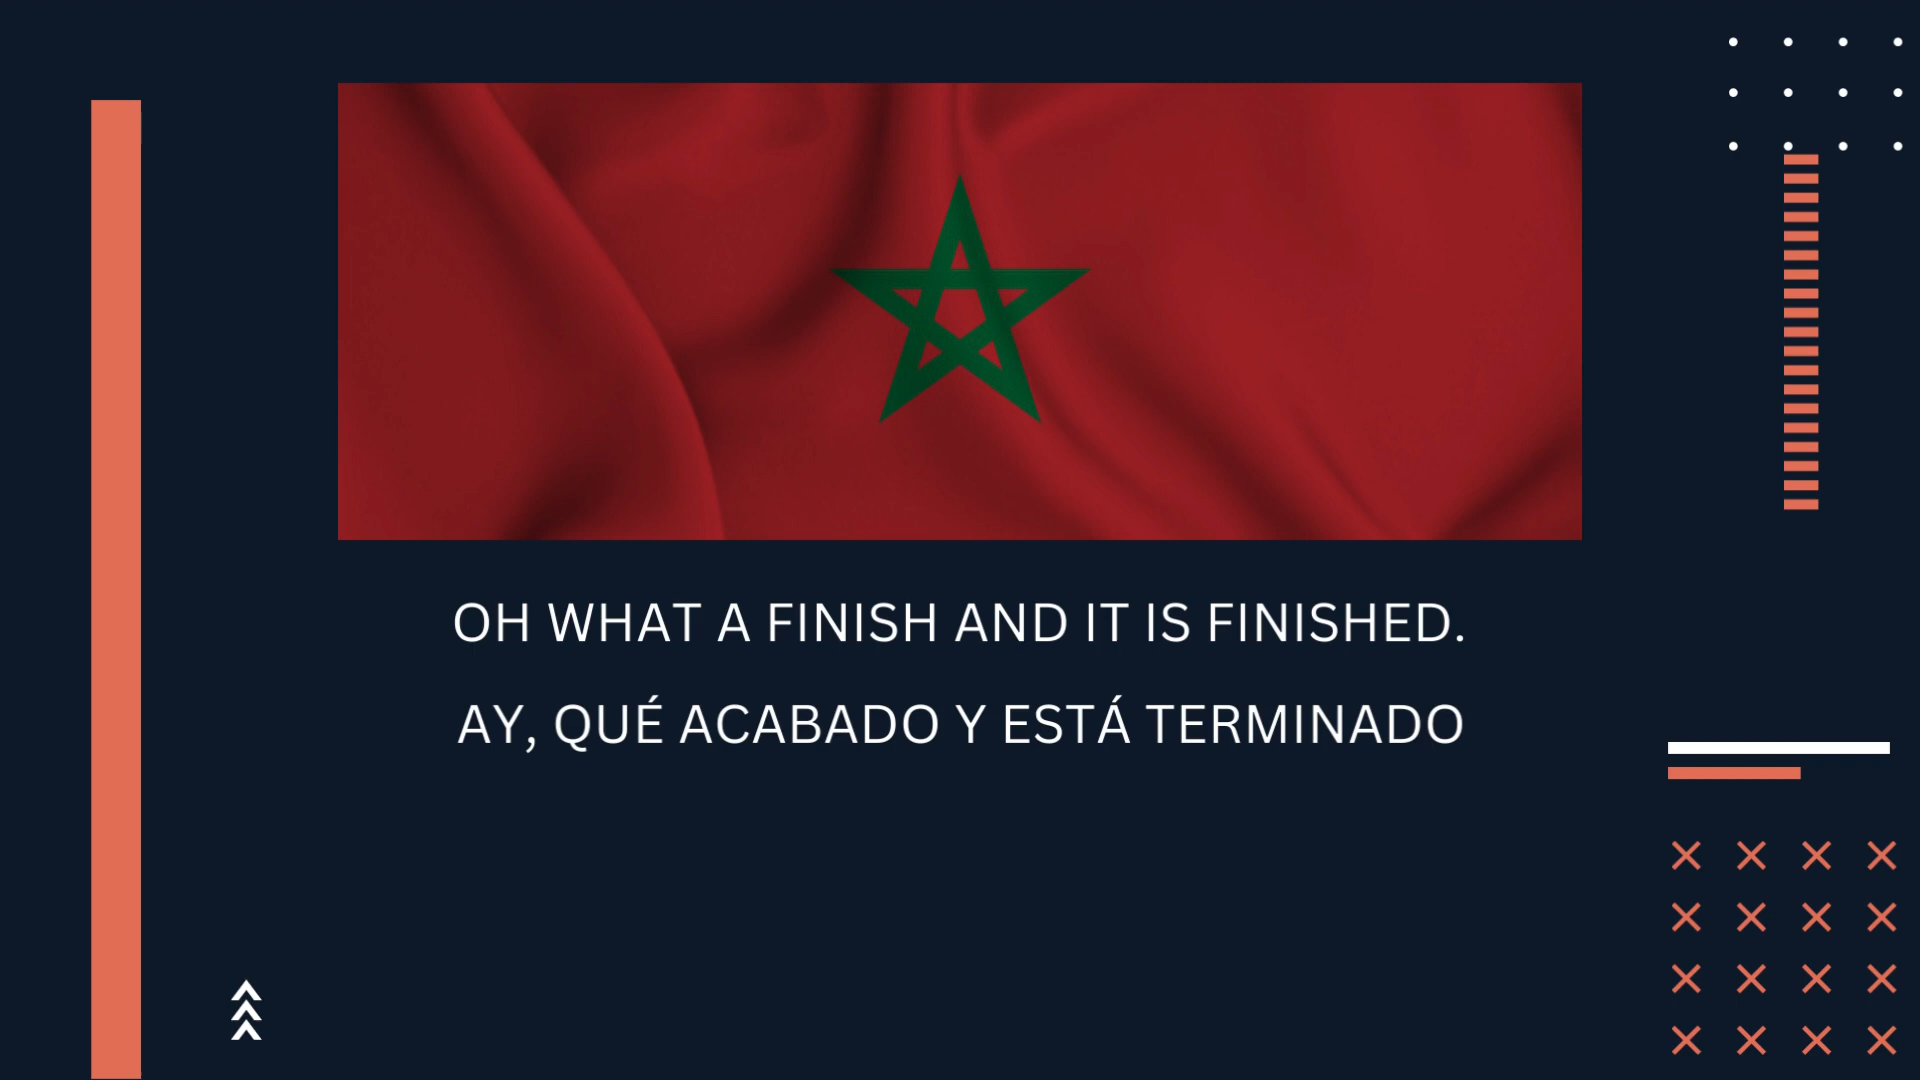 OH WHAT A FINISH AND IT IS FINISHED.
AY, QUÉ ACABADO Y ESTÁ TERMINADO